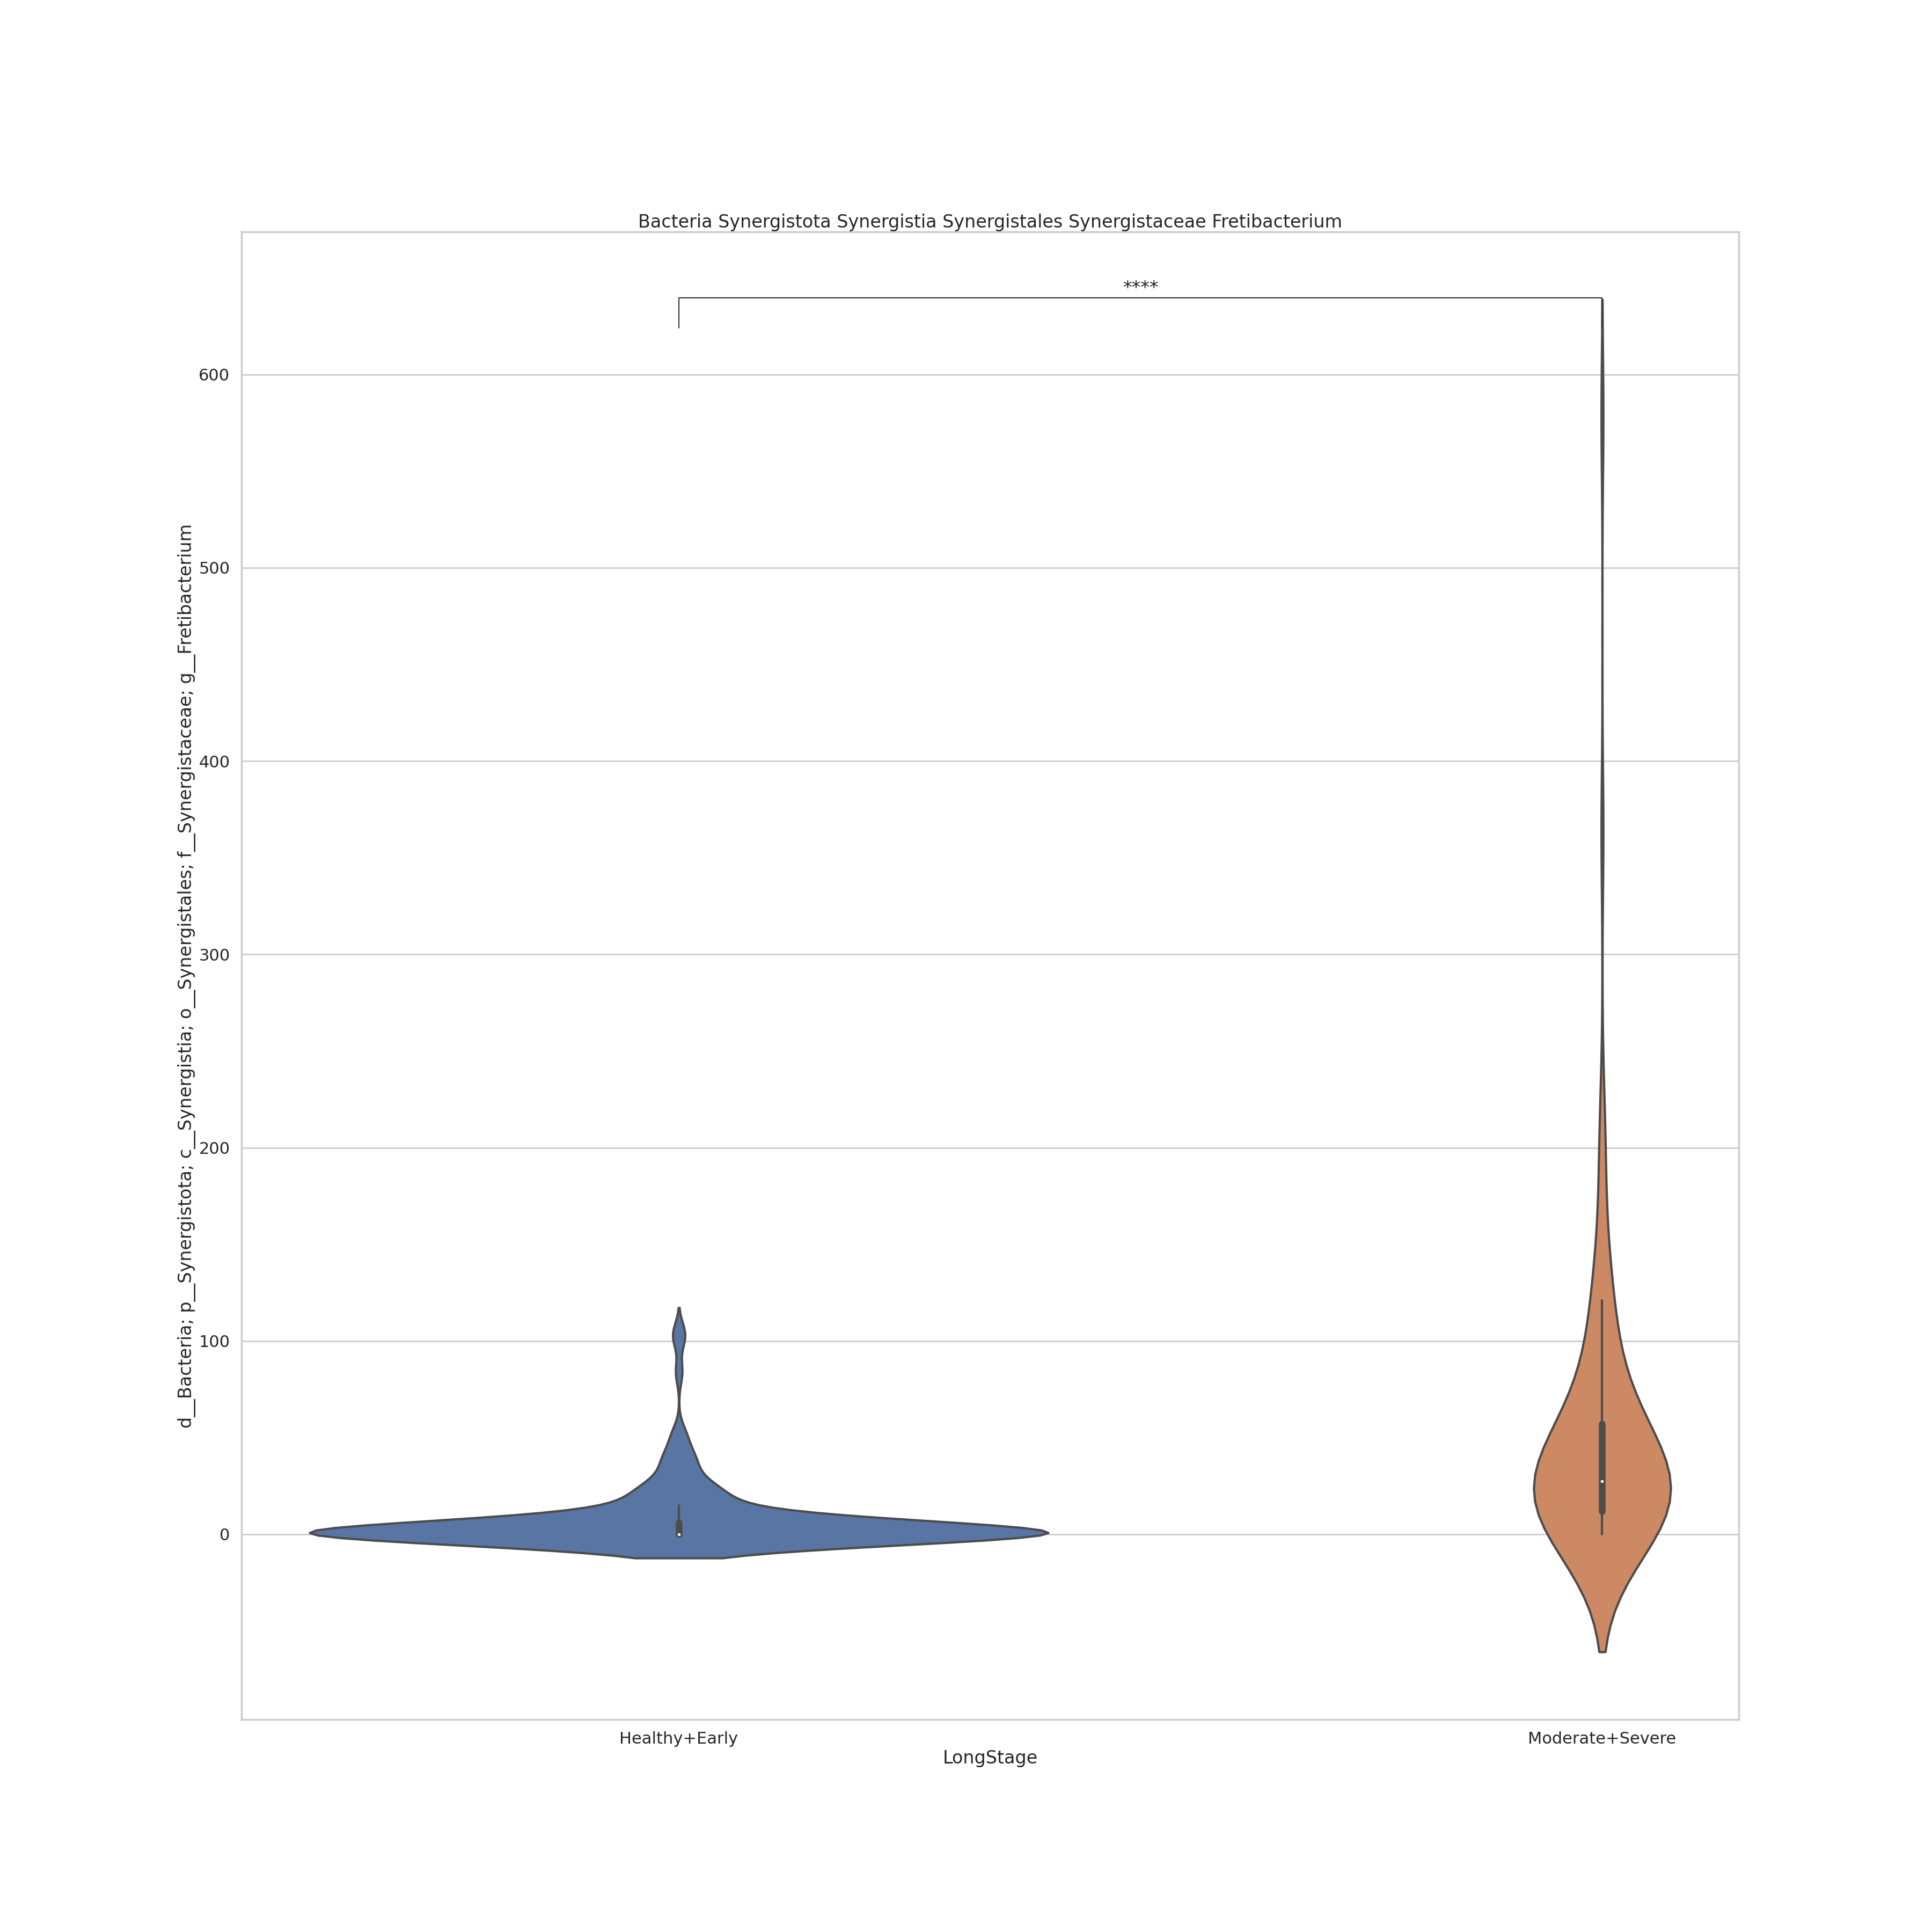 Bacteria Synergistota Synergistia Synergistales Synergistaceae Fretibacterium
****
d__Bacteria; p__Synergistota; c__Synergistia; o__Synergistales; f__Synergistaceae; g__Fretibacterium
600
500
400
300
200
100
0
Healthy+Early
Moderate+Severe
LongStage